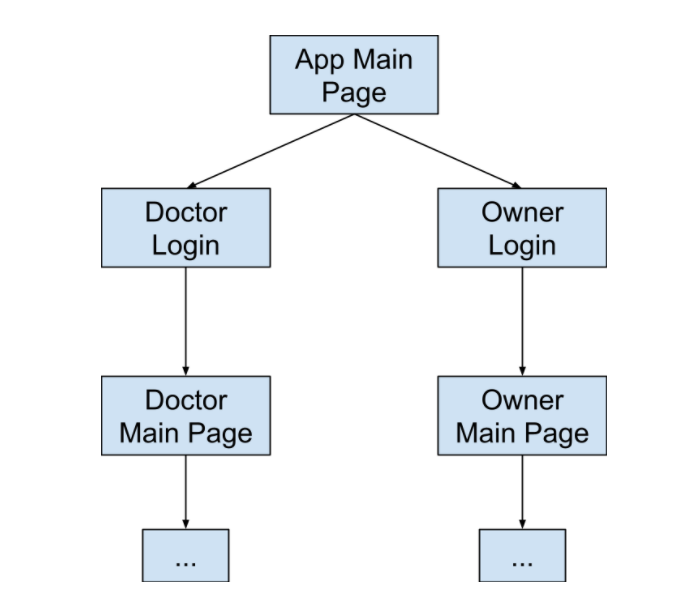 App Main
Page
Doctor
Login
Owner
Login
Doctor
Main Page
Owner
Main Page
...
...